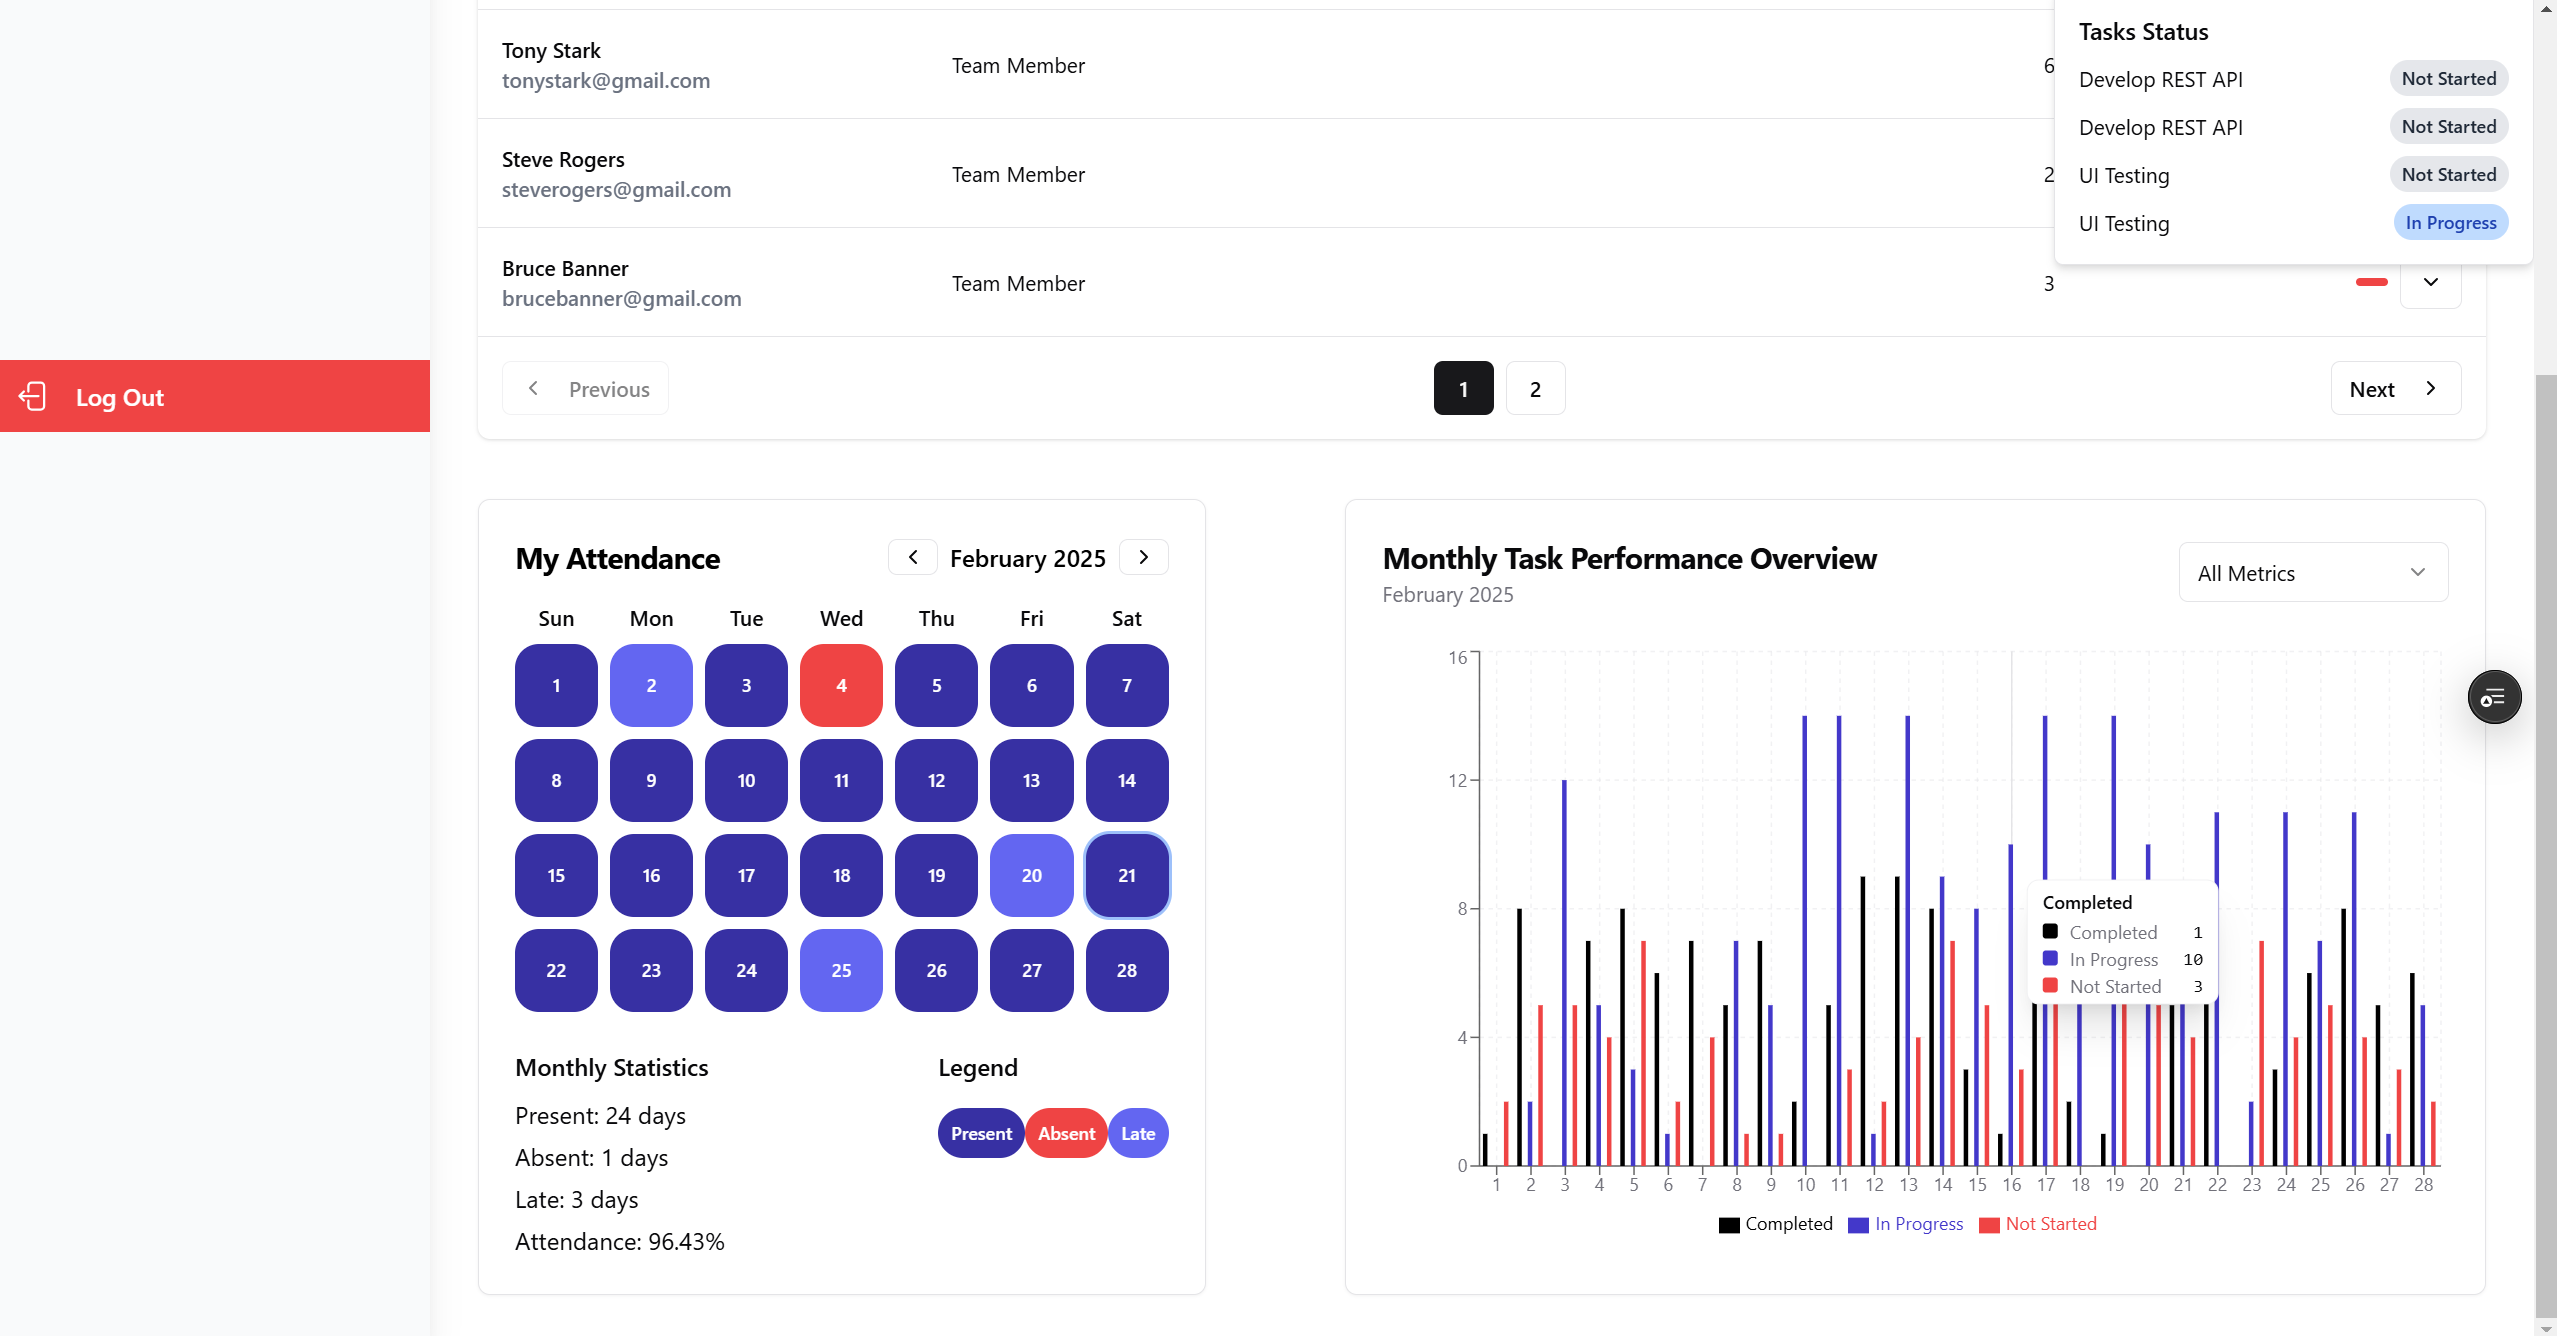 Tony Stark
tonystark@gmail.com
Team Member
6
Steve Rogers
steverogers@gmail.com
Team Member
2
Bruce Banner
brucebanner@gmail.com
Team Member
3
Tasks Status
Develop REST API Not Started
Develop REST API Not Started
UI Testing Not Started
UI Testing In Progress
Log Out
Previous 1 2 Next
My Attendance February 2025
Sun Mon Tue Wed Thu Fri Sat
1 2 3 4 5 6 7
8 9 10 11 12 13 14
15 16 17 18 19 20 21
22 23 24 25 26 27 28
Monthly Statistics
Present: 24 days
Absent: 1 days
Late: 3 days
Attendance: 96.43%
Legend
Present Absent Late
Monthly Task Performance Overview
February 2025
All Metrics
16
12
8
4
0
Completed
Completed 1
In Progress 10
Not Started 3
1 2 3 4 5 6 7 8 9 10 11 12 13 14 15 16 17 18 19 20 21 22 23 24 25 26 27 28
Completed In Progress Not Started